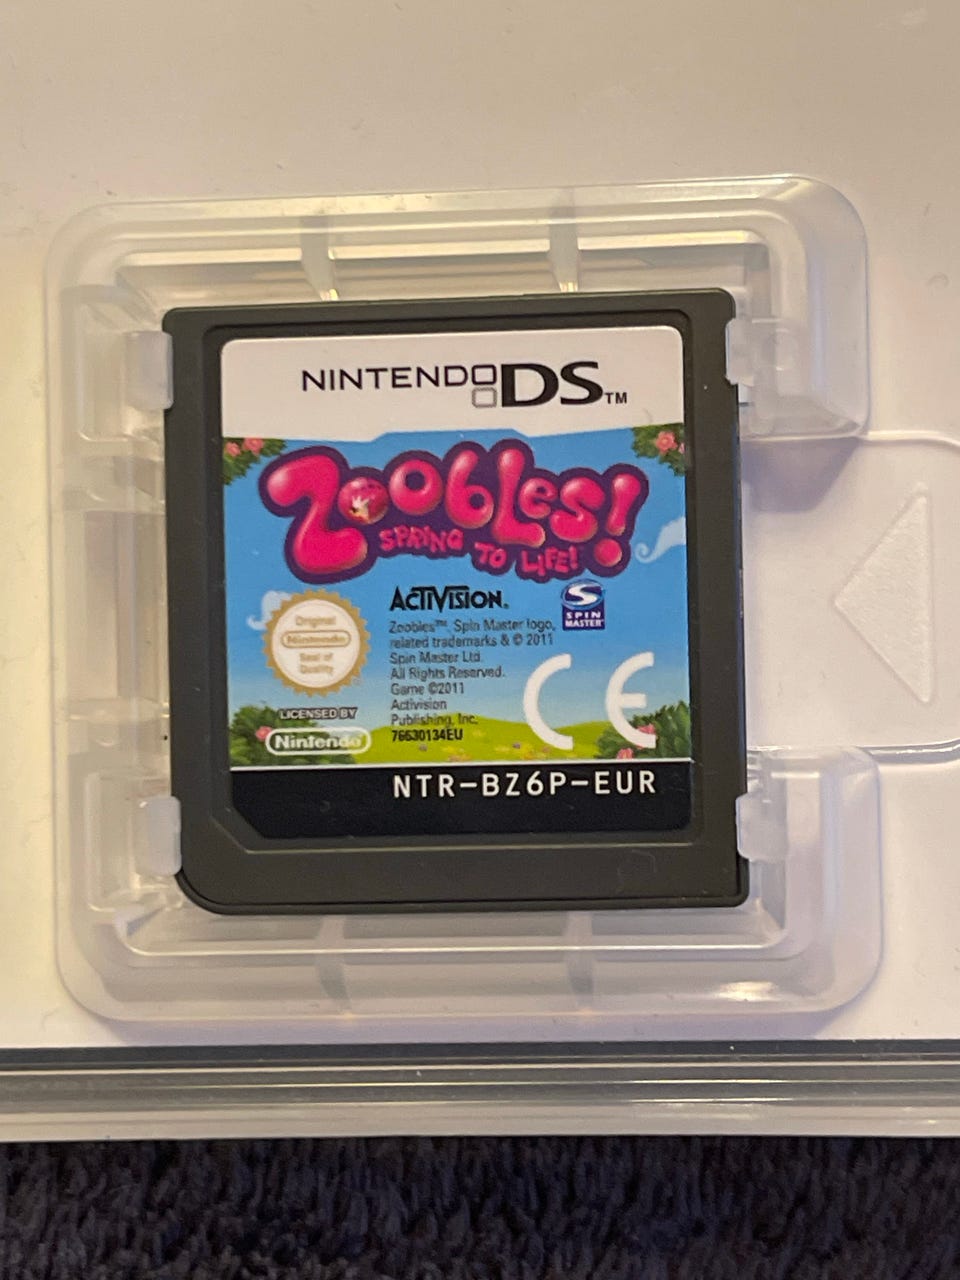 NINTENDO DS™
Zoobles!
SPRING TO LIFE!
ACTIVISION®
SPIN
MASTER
Zoobles™, Spin Master logo,
related trademarks & © 2011
Spin Master Ltd.
All Rights Reserved.
Game ©2011
Activision
Publishing, Inc.
76630134EU
Original
Nintendo
Seal of
Quality
LICENSED BY
Nintendo
CE
NTR-BZ6P-EUR